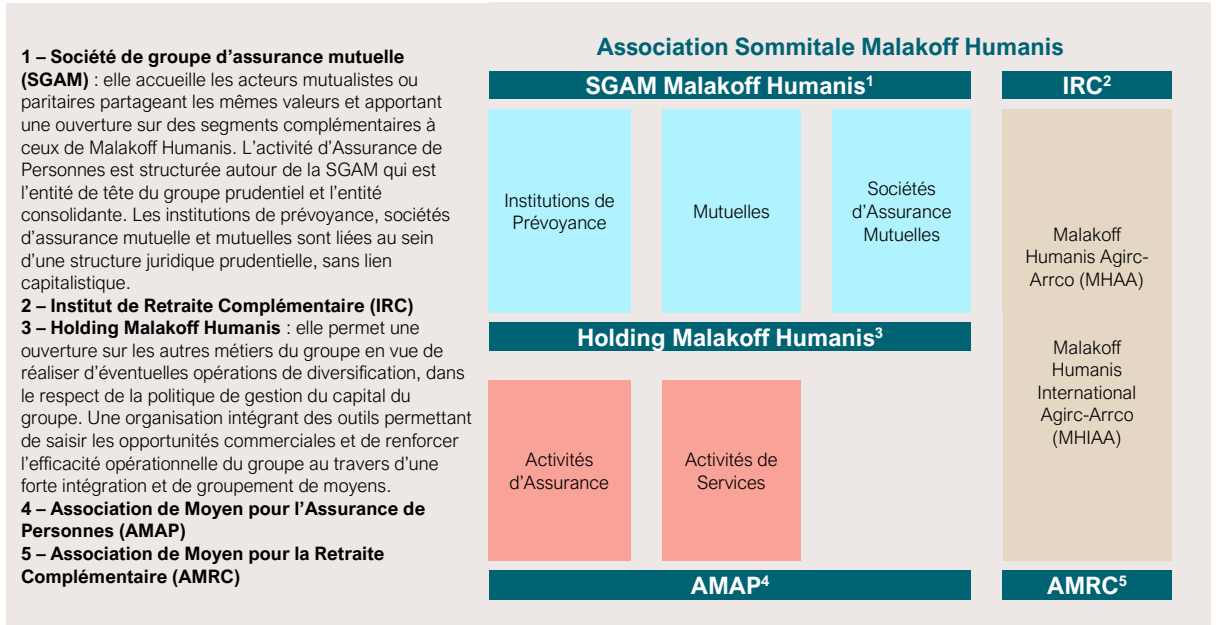 1 – Société de groupe d’assurance mutuelle
(SGAM) : elle accueille les acteurs mutualistes ou
paritaires partageant les mêmes valeurs et apportant
une ouverture sur des segments complémentaires à
ceux de Malakoff Humanis. L’activité d’Assurance de
Personnes est structurée autour de la SGAM qui est
l’entité de tête du groupe prudentiel et l’entité
consolidante. Les institutions de prévoyance, sociétés
d’assurance mutuelle et mutuelles sont liées au sein
d’une structure juridique prudentielle, sans lien
capitalistique.
2 – Institut de Retraite Complémentaire (IRC)
3 – Holding Malakoff Humanis : elle permet une
ouverture sur les autres métiers du groupe en vue de
réaliser d’éventuelles opérations de diversification, dans
le respect de la politique de gestion du capital du
groupe. Une organisation intégrant des outils permettant
de saisir les opportunités commerciales et de renforcer
l’efficacité opérationnelle du groupe au travers d’une
forte intégration et de groupement de moyens.
4 – Association de Moyen pour l’Assurance de
Personnes (AMAP)
5 – Association de Moyen pour la Retraite
Complémentaire (AMRC)
Association Sommitale Malakoff Humanis
SGAM Malakoff Humanis¹
IRC²
Institutions de
Prévoyance
Mutuelles
Sociétés
d’Assurance
Mutuelles
Malakoff
Humanis Agirc-
Arrco (MHAA)
Malakoff
Humanis
International
Agirc-Arrco
(MHIAA)
Holding Malakoff Humanis³
Activités
d’Assurance
Activités de
Services
AMAP⁴
AMRC⁵